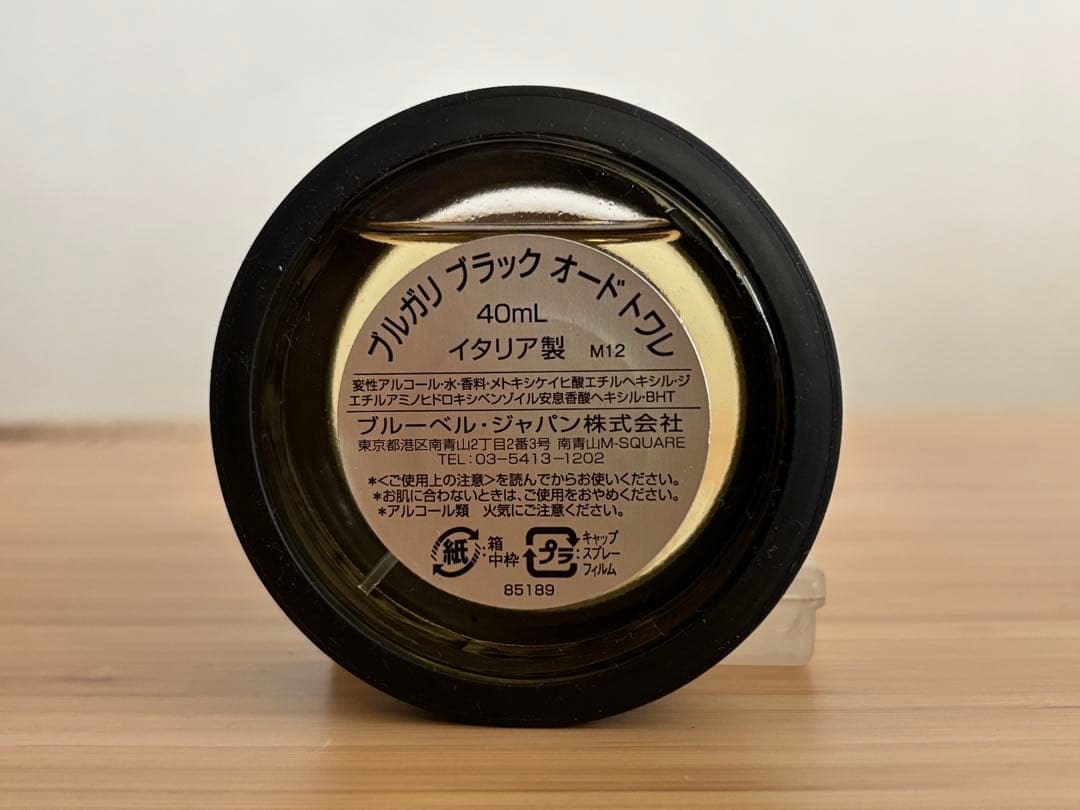 ブルガリ ブラック オード トワレ
40mL
イタリア製 M12
変性アルコール・水・香料・メトキシケイヒ酸エチルヘキシル・ジ
エチルアミノヒドロキシベンゾイル安息香酸ヘキシル・BHT
ブルーベル・ジャパン株式会社
東京都港区南青山2丁目2番3号 南青山M-SQUARE
TEL:03-5413-1202
*<ご使用上の注意>を読んでからお使いください。
*お肌に合わないときは、ご使用をおやめください。
*アルコール類 火気にご注意ください。
紙:箱 中枠
プラ:キャップ スプレー フィルム
85189